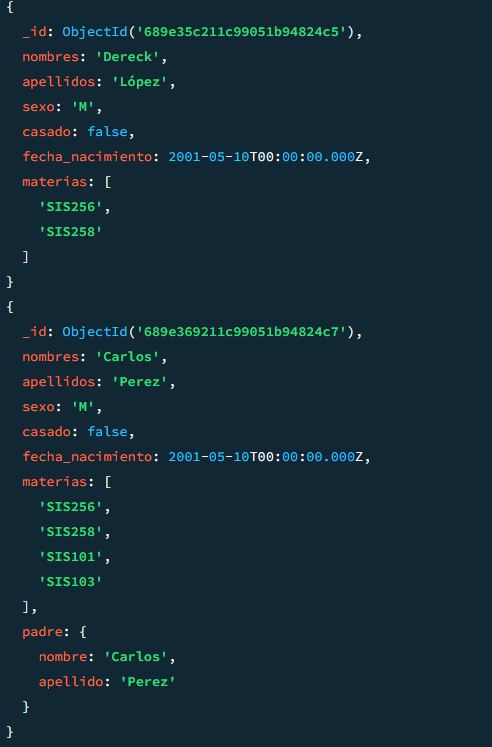 {
  _id: ObjectId('689e35c211c99051b94824c5'),
  nombres: 'Dereck',
  apellidos: 'López',
  sexo: 'M',
  casado: false,
  fecha_nacimiento: 2001-05-10T00:00:00.000Z,
  materias: [
    'SIS256',
    'SIS258'
  ]
}
{
  _id: ObjectId('689e369211c99051b94824c7'),
  nombres: 'Carlos',
  apellidos: 'Perez',
  sexo: 'M',
  casado: false,
  fecha_nacimiento: 2001-05-10T00:00:00.000Z,
  materias: [
    'SIS256',
    'SIS258',
    'SIS101',
    'SIS103'
  ],
  padre: {
    nombre: 'Carlos',
    apellido: 'Perez'
  }
}